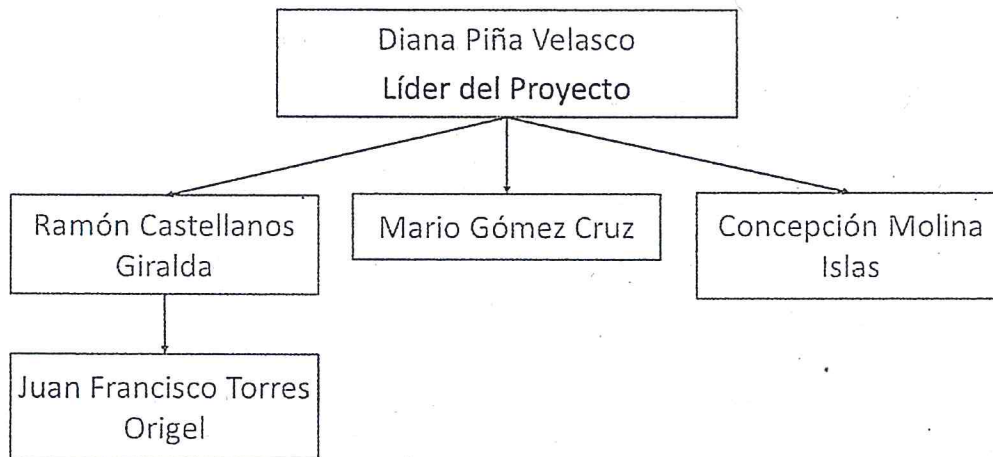 Diana Piña Velasco
Líder del Proyecto
Ramón Castellanos
Giralda
Mario Gómez Cruz
Concepción Molina
Islas
Juan Francisco Torres
Origel